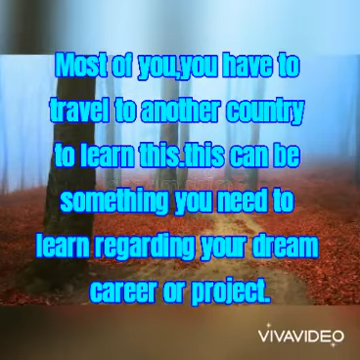 Most of you,you have to
travel to another country
to learn this.this can be
something you need to
learn regarding your dream
career or project.
VIVAVIDEO